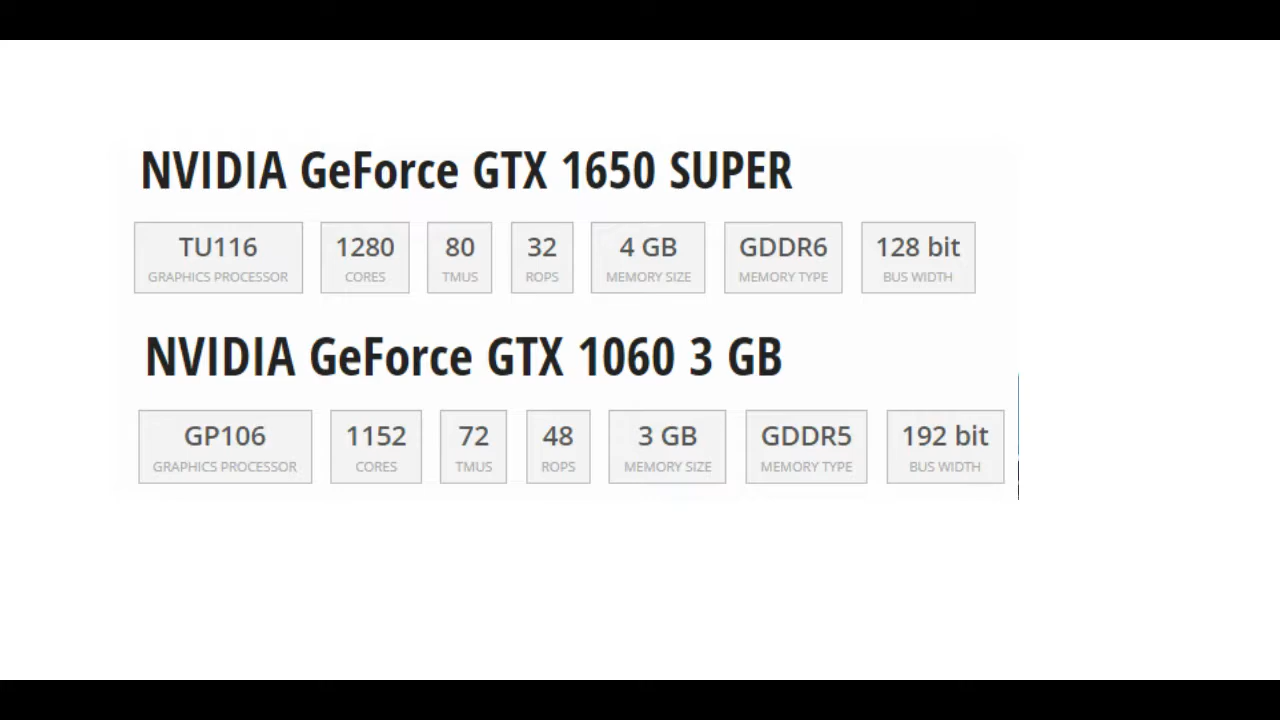 NVIDIA GeForce GTX 1650 SUPER
TU116 1280 80 32 4 GB GDDR6 128 bit
GRAPHICS PROCESSOR CORES TMUS ROPS MEMORY SIZE MEMORY TYPE BUS WIDTH
NVIDIA GeForce GTX 1060 3 GB
GP106 1152 72 48 3 GB GDDR5 192 bit
GRAPHICS PROCESSOR CORES TMUS ROPS MEMORY SIZE MEMORY TYPE BUS WIDTH